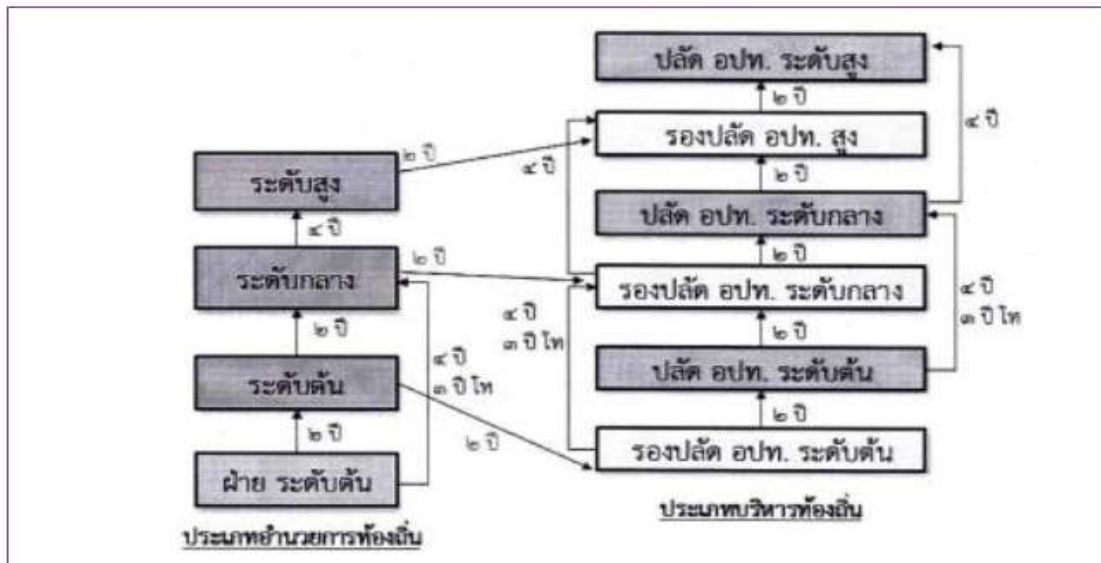 ปลัด อปท. ระดับสูง
๒ ปี
๔ ปี
รองปลัด อปท. สูง
๒ ปี
๔ ปี
ระดับสูง
๒ ปี
ปลัด อปท. ระดับกลาง
๔ ปี
๒ ปี
๒ ปี
ระดับกลาง
รองปลัด อปท. ระดับกลาง
๔ ปี
๓ ปี โท
๔ ปี
๓ ปี โท
๒ ปี
๒ ปี
ระดับต้น
๔ ปี
๓ ปี โท
ปลัด อปท. ระดับต้น
๒ ปี
๒ ปี
๒ ปี
ฝ่าย ระดับต้น
รองปลัด อปท. ระดับต้น
ประเภทอำนวยการท้องถิ่น
ประเภทบริหารท้องถิ่น